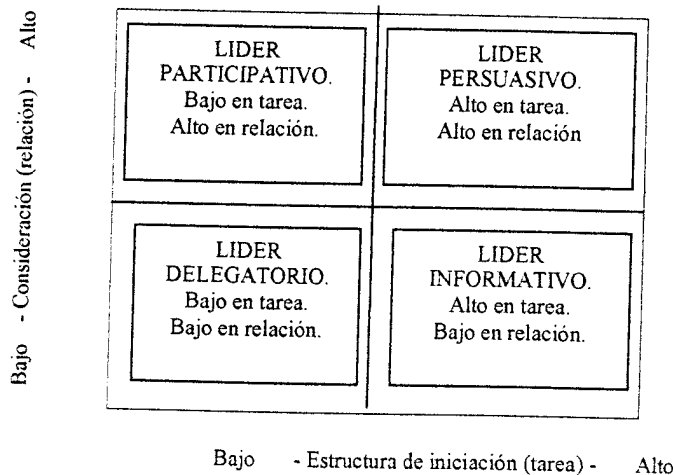 Bajo - Consideración (relación) - Alto
LIDER
PARTICIPATIVO.
Bajo en tarea.
Alto en relación.
LIDER
PERSUASIVO.
Alto en tarea.
Alto en relación
LIDER
DELEGATORIO.
Bajo en tarea.
Bajo en relación.
LIDER
INFORMATIVO.
Alto en tarea.
Bajo en relación.
Bajo - Estructura de iniciación (tarea) - Alto